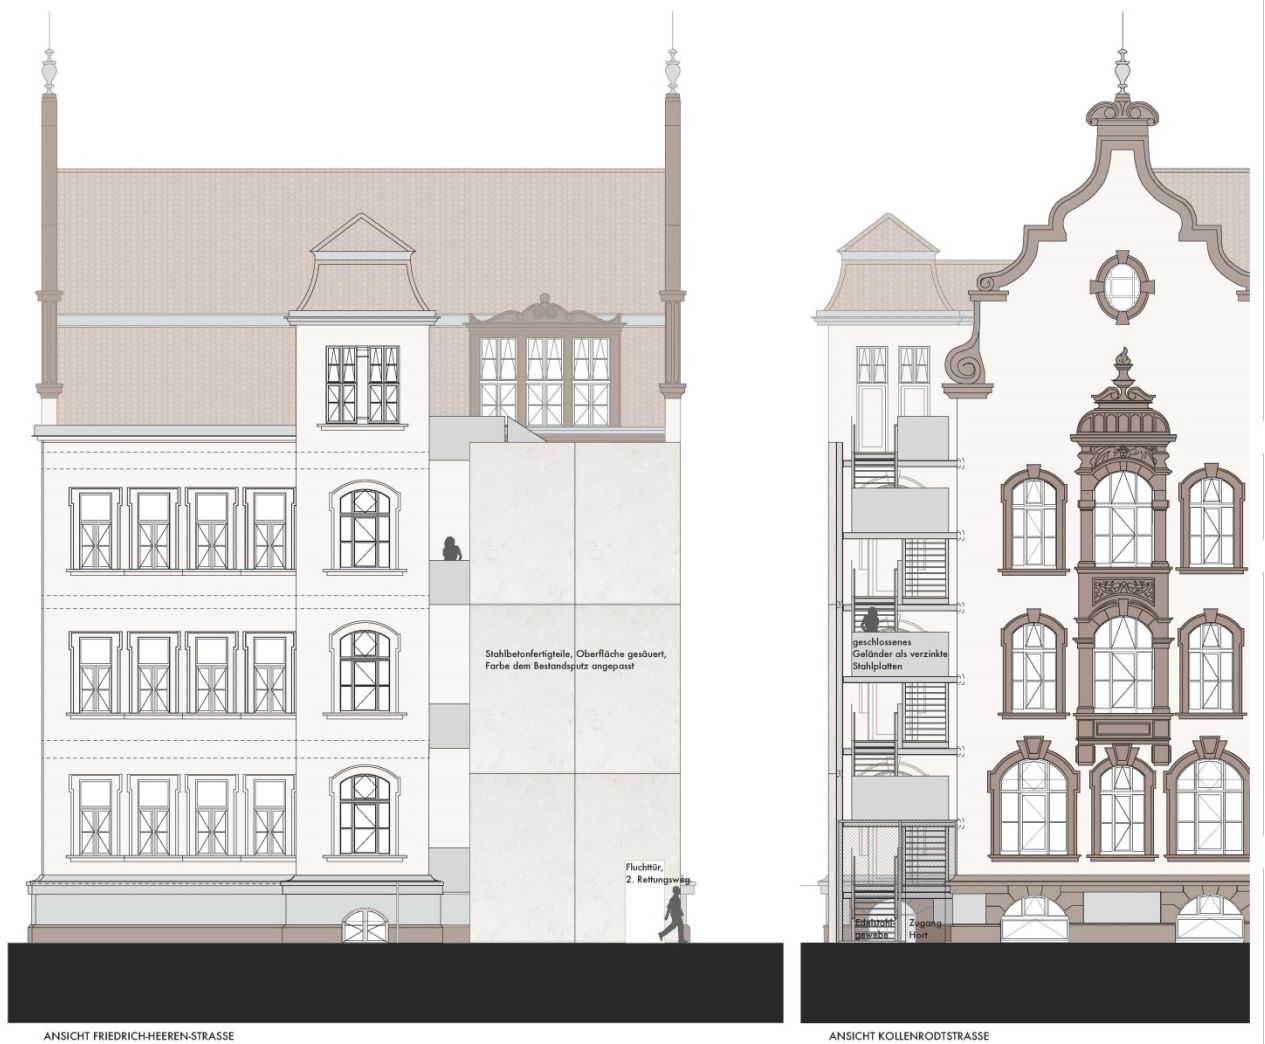 Stahlbetonfertigteile, Oberfläche gesäuert,
Farbe dem Bestandsputz angepasst
Fluchttür,
2. Rettungsweg
ANSICHT FRIEDRICH-HEEREN-STRASSE
geschlossenes
Geländer als verzinkte
Stahlplatten
Edelstahl-
gewebe
Zugang
Hort
ANSICHT KOLLENRODTSTRASSE